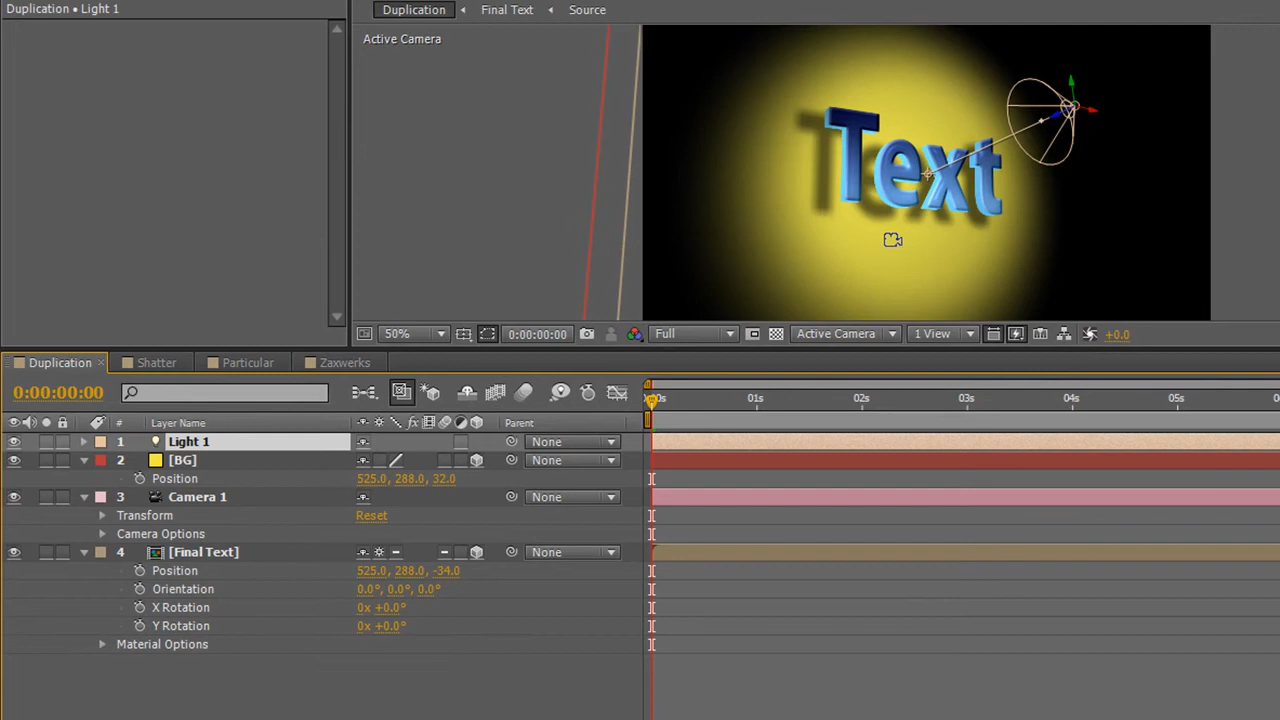 Duplication • Light 1
Duplication Final Text Source
Active Camera
Text
50% 0:00:00:00 Full Active Camera 1 View +0.0
Duplication × Shatter Particular Zaxwerks
0:00:00:00
# Layer Name fx Parent
0s 01s 02s 03s 04s 05s
1 Light 1 None
2 [BG] None
Position 525.0, 288.0, 32.0
3 Camera 1 None
Transform Reset
Camera Options
4 [Final Text] None
Position 525.0, 288.0, -34.0
Orientation 0.0°, 0.0°, 0.0°
X Rotation 0x +0.0°
Y Rotation 0x +0.0°
Material Options